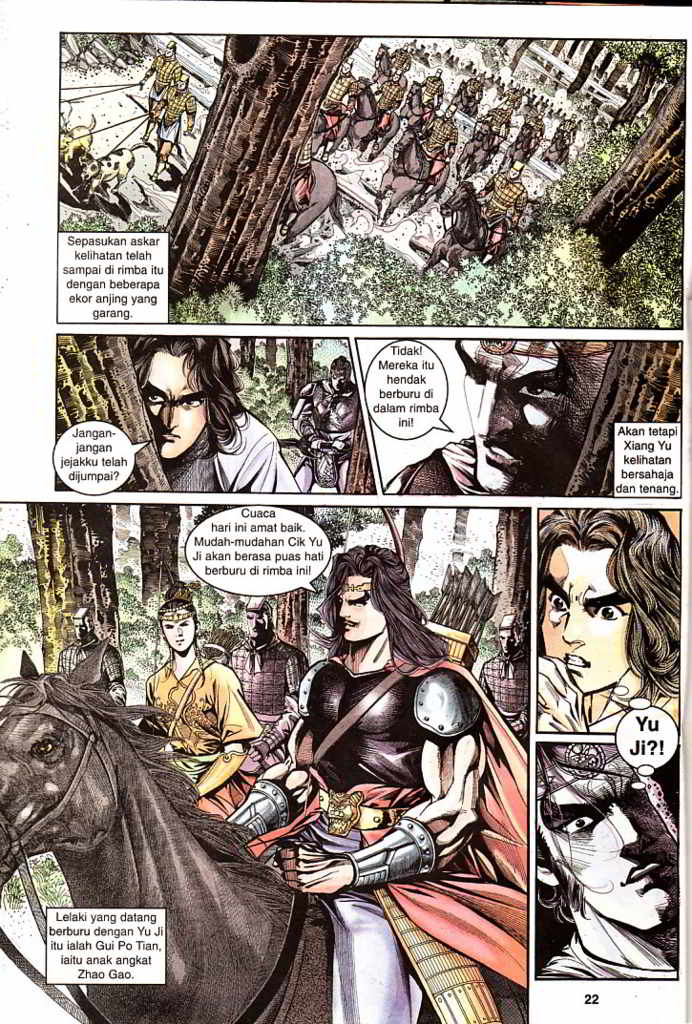 Sepasukan askar
kelihatan telah
sampai di rimba itu
dengan beberapa
ekor anjing yang
garang.
Jangan-
jangan
jejakku telah
dijumpai?
Tidak!
Mereka itu
hendak
berburu di
dalam rimba
ini!
Akan tetapi
Xiang Yu
kelihatan
bersahaja
dan tenang.
Cuaca
hari ini amat baik.
Mudah-mudahan Cik Yu
Ji akan berasa puas hati
berburu di rimba ini!
Yu
Ji?!
Lelaki yang datang
berburu dengan Yu Ji
itu ialah Gui Po Tian,
iaitu anak angkat
Zhao Gao.
22